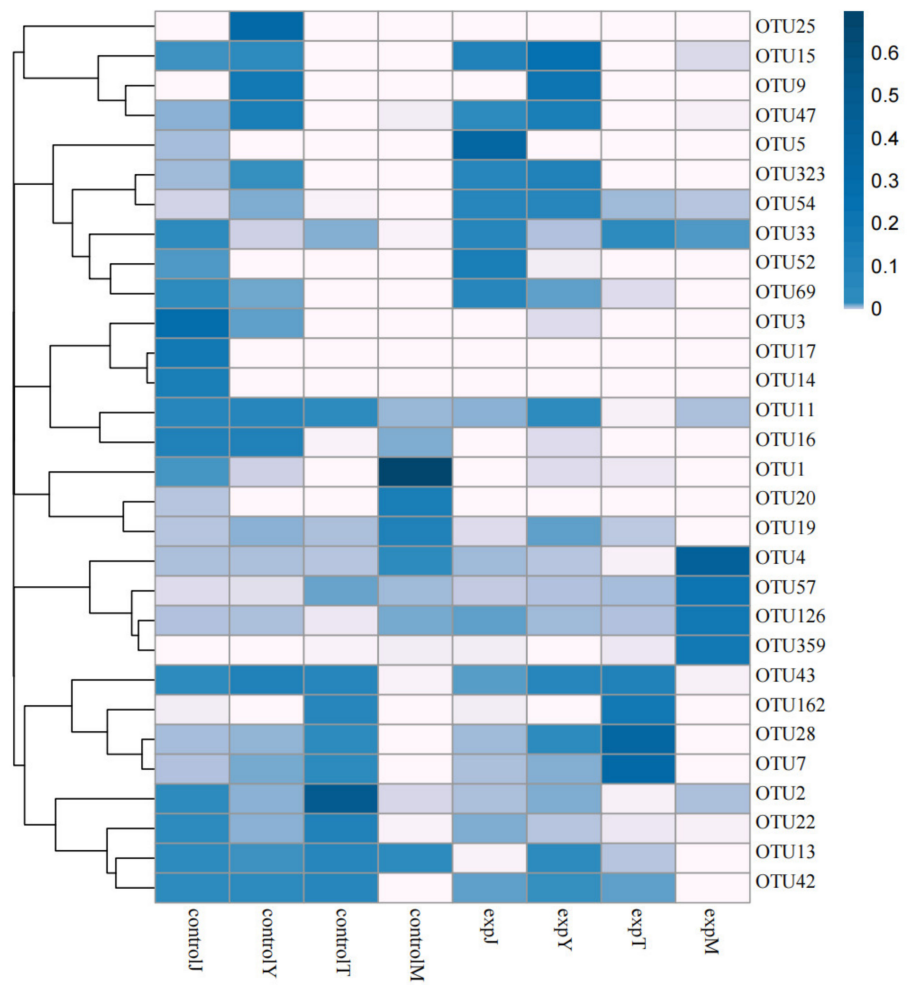 OTU25
OTU15
OTU9
OTU47
OTU5
OTU323
OTU54
OTU33
OTU52
OTU69
OTU3
OTU17
OTU14
OTU11
OTU16
OTU1
OTU20
OTU19
OTU4
OTU57
OTU126
OTU359
OTU43
OTU162
OTU28
OTU7
OTU2
OTU22
OTU13
OTU42
0.6
0.5
0.4
0.3
0.2
0.1
0
controlJ
controlY
controlT
controlM
expJ
expY
expT
expM